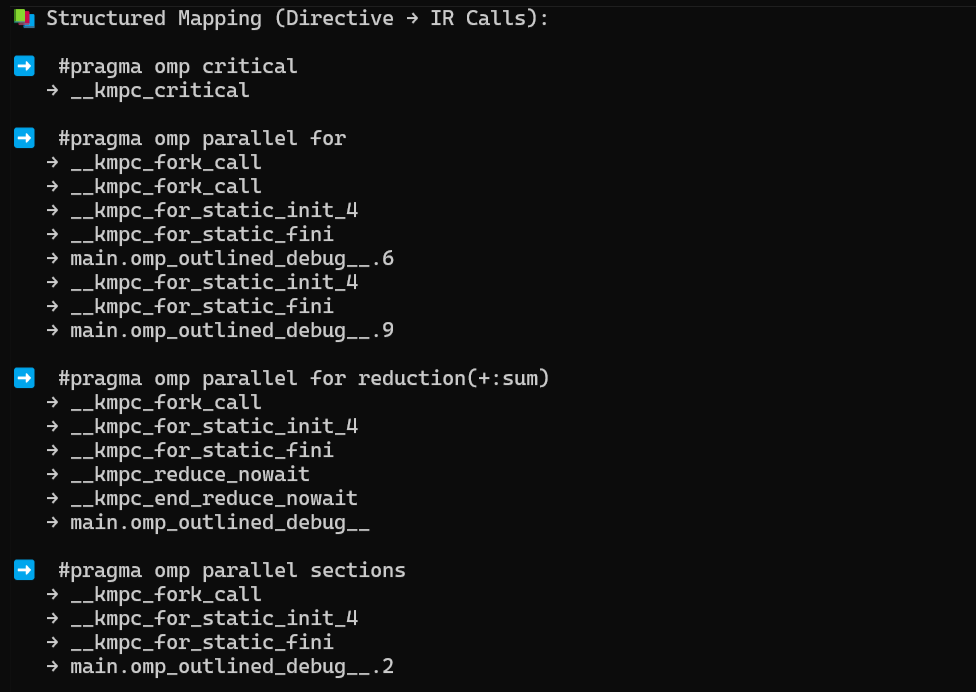 📚 Structured Mapping (Directive → IR Calls):
➡️ #pragma omp critical
→ __kmpc_critical
➡️ #pragma omp parallel for
→ __kmpc_fork_call
→ __kmpc_fork_call
→ __kmpc_for_static_init_4
→ __kmpc_for_static_fini
→ main.omp_outlined_debug__.6
→ __kmpc_for_static_init_4
→ __kmpc_for_static_fini
→ main.omp_outlined_debug__.9
➡️ #pragma omp parallel for reduction(+:sum)
→ __kmpc_fork_call
→ __kmpc_for_static_init_4
→ __kmpc_for_static_fini
→ __kmpc_reduce_nowait
→ __kmpc_end_reduce_nowait
→ main.omp_outlined_debug__
➡️ #pragma omp parallel sections
→ __kmpc_fork_call
→ __kmpc_for_static_init_4
→ __kmpc_for_static_fini
→ main.omp_outlined_debug__.2